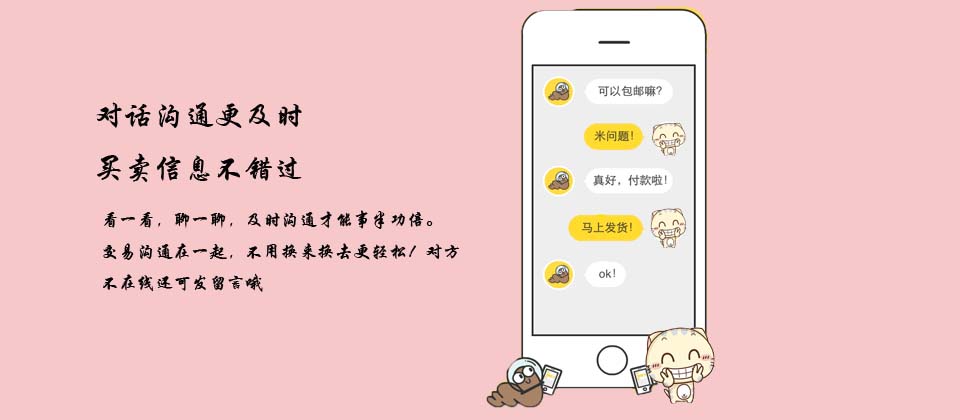 对话沟通更及时
买卖信息不错过
看一看，聊一聊，及时沟通才能事半功倍。
交易沟通在一起，不用换来换去更轻松！对方
不在线还可发留言哦
可以包邮嘛？
米问题！
真好，付款啦！
马上发货！
ok！